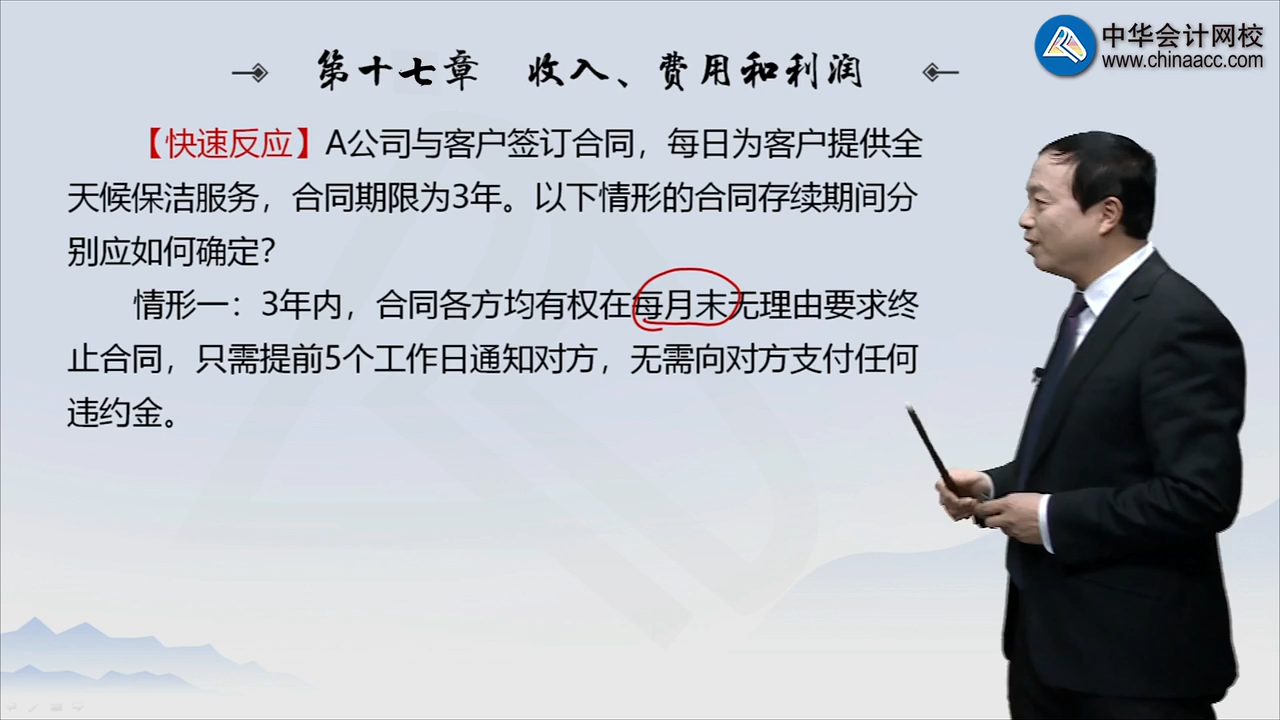 中华会计网校
www.chinaacc.com
第十七章 收入、费用和利润
【快速反应】A公司与客户签订合同，每日为客户提供全
天候保洁服务，合同期限为3年。以下情形的合同存续期间分
别应如何确定？
情形一：3年内，合同各方均有权在每月末无理由要求终
止合同，只需提前5个工作日通知对方，无需向对方支付任何
违约金。